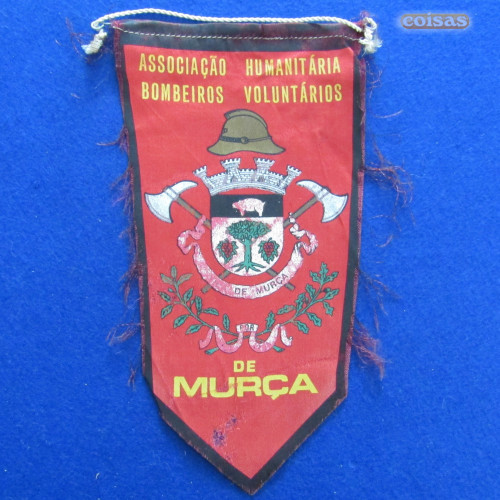 coisas
ASSOCIAÇÃO HUMANITÁRIA
BOMBEIROS VOLUNTÁRIOS
DE MURÇA
DE
MURÇA